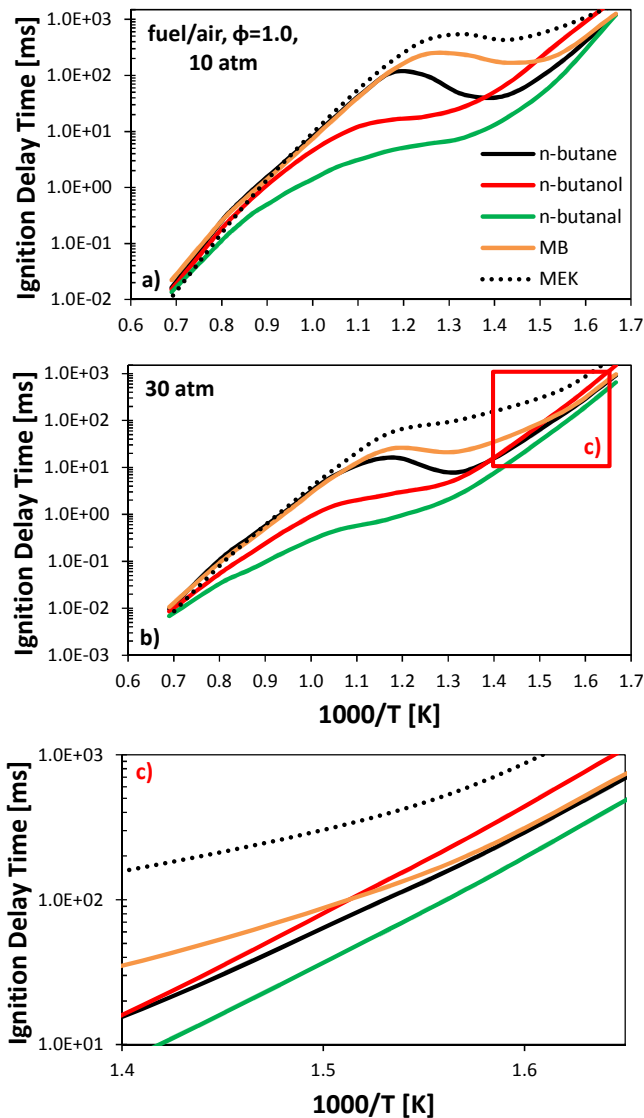 fuel/air, ϕ=1.0,
10 atm
Ignition Delay Time [ms]
1.0E+03
1.0E+02
1.0E+01
1.0E+00
1.0E-01
1.0E-02
n-butane
n-butanol
n-butanal
MB
MEK
a)
0.6 0.7 0.8 0.9 1.0 1.1 1.2 1.3 1.4 1.5 1.6 1.7
30 atm
Ignition Delay Time [ms]
1.0E+03
1.0E+02
1.0E+01
1.0E+00
1.0E-01
1.0E-02
1.0E-03
c)
b)
0.6 0.7 0.8 0.9 1.0 1.1 1.2 1.3 1.4 1.5 1.6 1.7
1000/T [K]
c)
Ignition Delay Time [ms]
1.0E+03
1.0E+02
1.0E+01
1.4 1.5 1.6
1000/T [K]